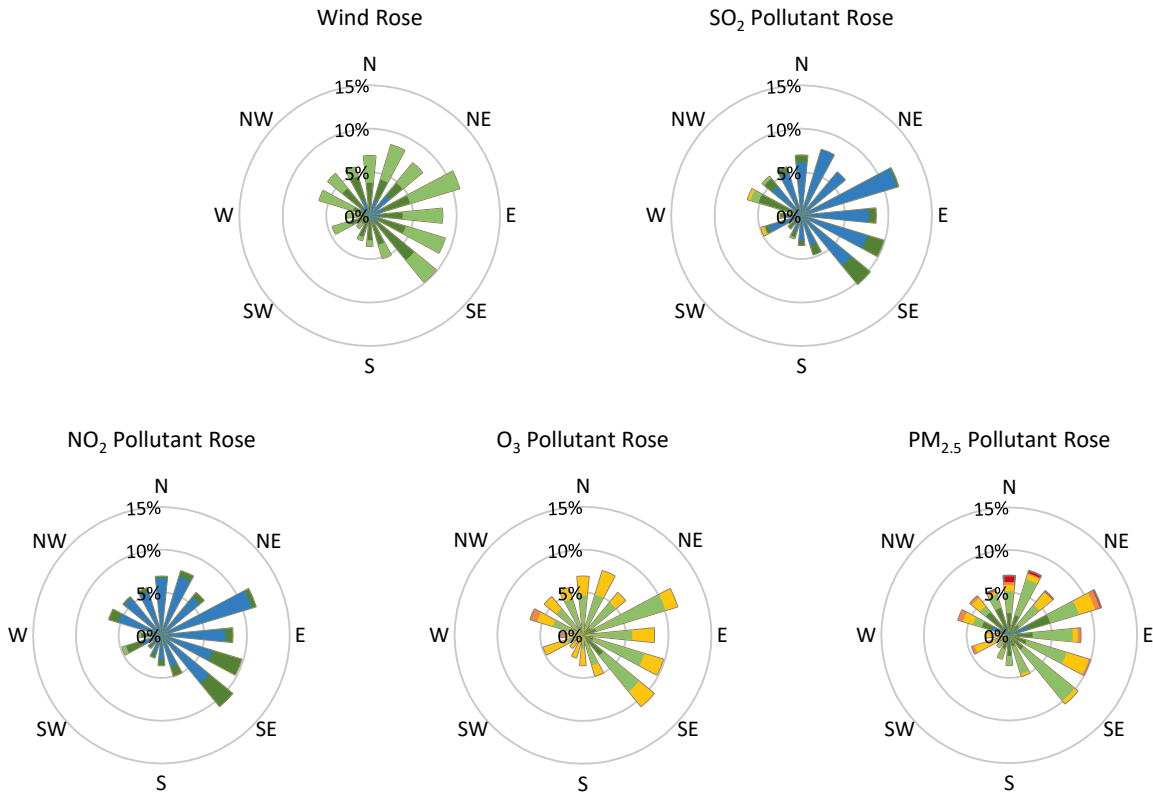 Wind Rose
N
15%
NW
NE
10%
5%
W
0%
E
SW
SE
S
SO2 Pollutant Rose
N
15%
NW
NE
10%
5%
W
0%
E
SW
SE
S
NO2 Pollutant Rose
N
15%
NW
NE
10%
5%
W
0%
E
SW
SE
S
O3 Pollutant Rose
N
15%
NW
NE
10%
5%
W
0%
E
SW
SE
S
PM2.5 Pollutant Rose
N
15%
NW
NE
10%
5%
W
0%
E
SW
SE
S